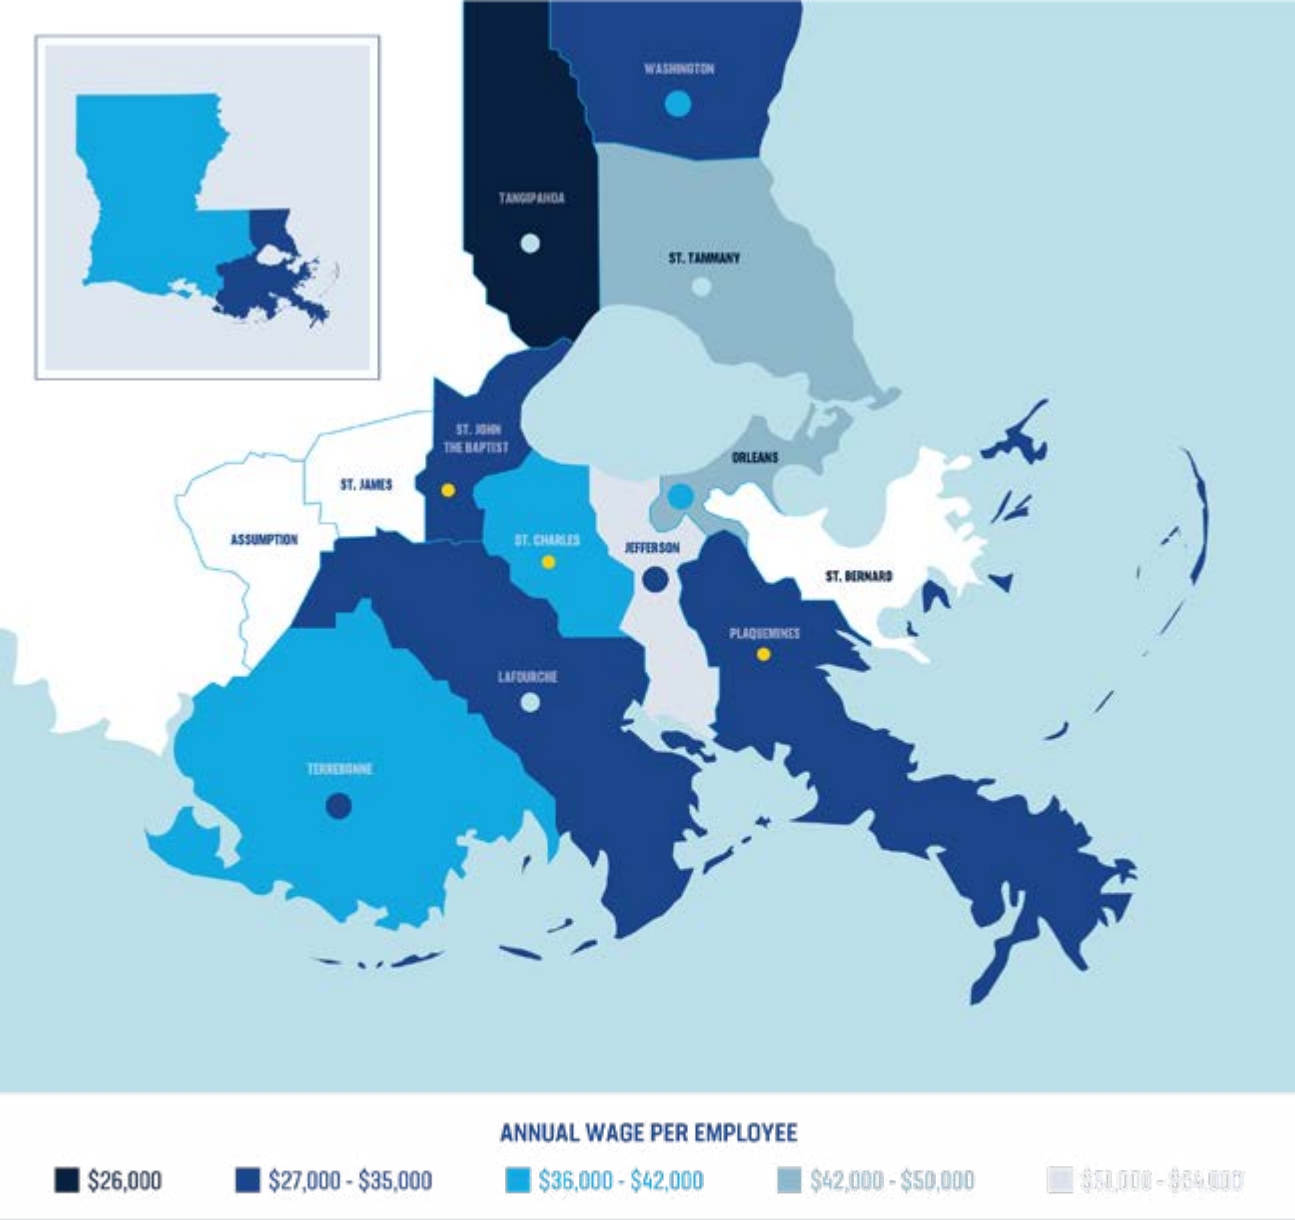 WASHINGTON
TANGIPAHOA
ST. TAMMANY
ST. JOHN
THE BAPTIST
ORLEANS
ST. JAMES
ASSUMPTION
ST. CHARLES
JEFFERSON
ST. BERNARD
PLAQUEMINES
LAFOURCHE
TERREBONNE
ANNUAL WAGE PER EMPLOYEE
$26,000
$27,000 - $35,000
$36,000 - $42,000
$42,000 - $50,000